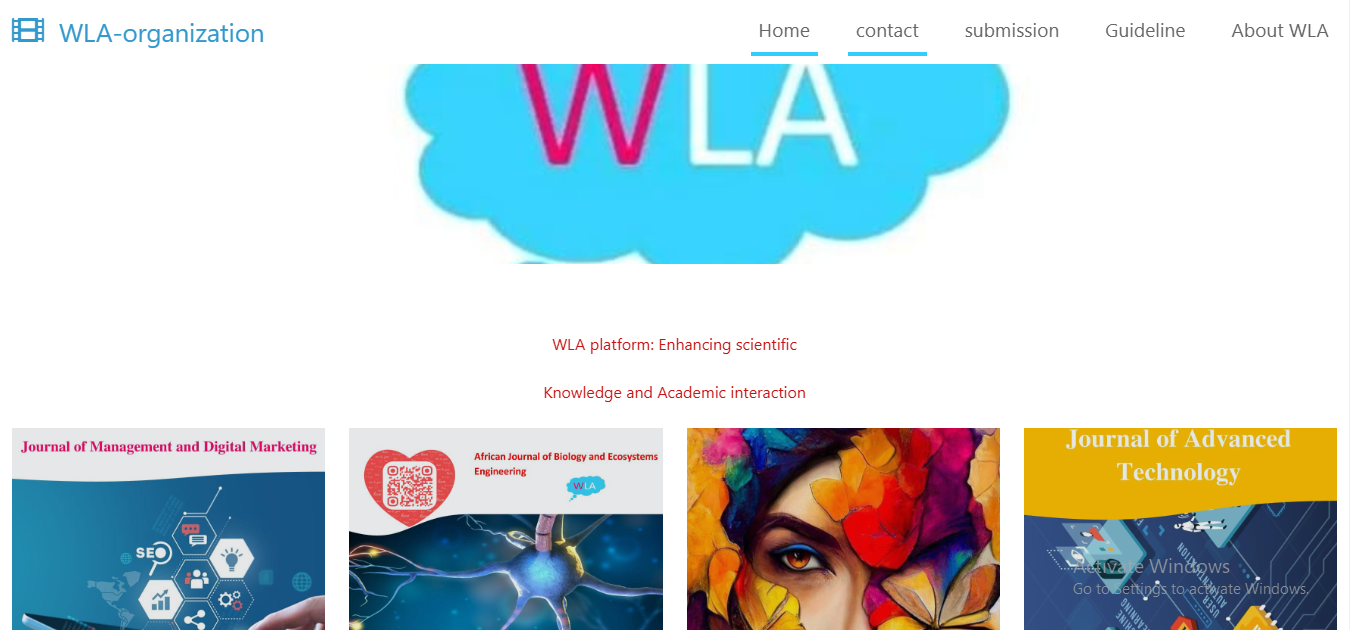 WLA-organization
Home
contact
submission
Guideline
About WLA
WLA
WLA platform: Enhancing scientific
Knowledge and Academic interaction
Journal of Management and Digital Marketing
SEO
African Journal of Biology and Ecosystems
Engineering
WLA
Journal of Advanced
Technology
Activate Windows
Go to Settings to activate Windows.